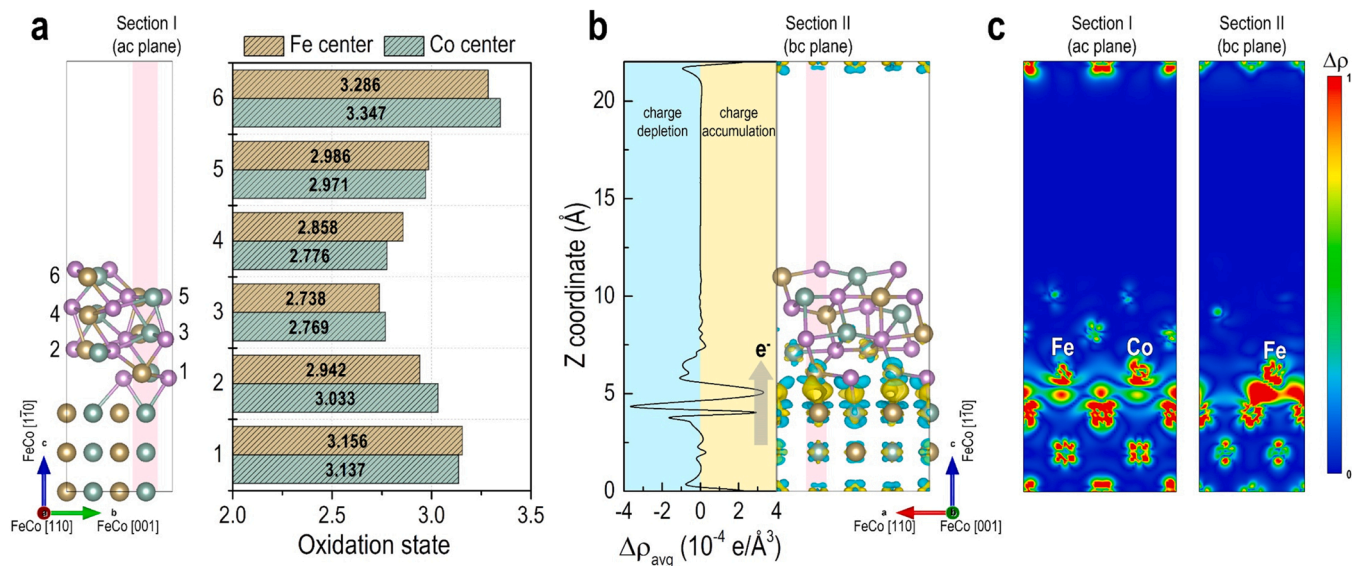 a
Section I
(ac plane)
Fe center
Co center
6
5
4
3
2
1
6
5
4
3
2
1
3.286
3.347
2.986
2.971
2.858
2.776
2.738
2.769
2.942
3.033
3.156
3.137
2.0
2.5
3.0
3.5
Oxidation state
c
b
FeCo [11̄0]
FeCo [110]
FeCo [001]
b
Section II
(bc plane)
charge
depletion
charge
accumulation
20
15
10
5
0
Z coordinate (Å)
-4
-2
0
2
4
Δρavg (10-4 e/Å3)
e-
c
a
b
FeCo [11̄0]
FeCo [110]
FeCo [001]
c
Section I
(ac plane)
Section II
(bc plane)
Fe
Co
Fe
Δρ
1
0